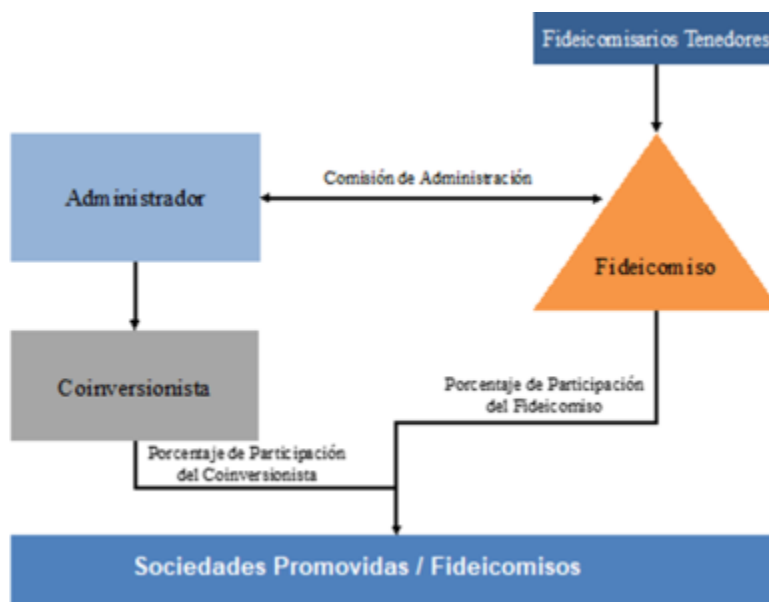 Fideicomisarios Tenedores
Comisión de Administración
Administrador
Fideicomiso
Coinversionista
Porcentaje de Participación
del Fideicomiso
Porcentaje de Participación
del Coinversionista
Sociedades Promovidas / Fideicomisos